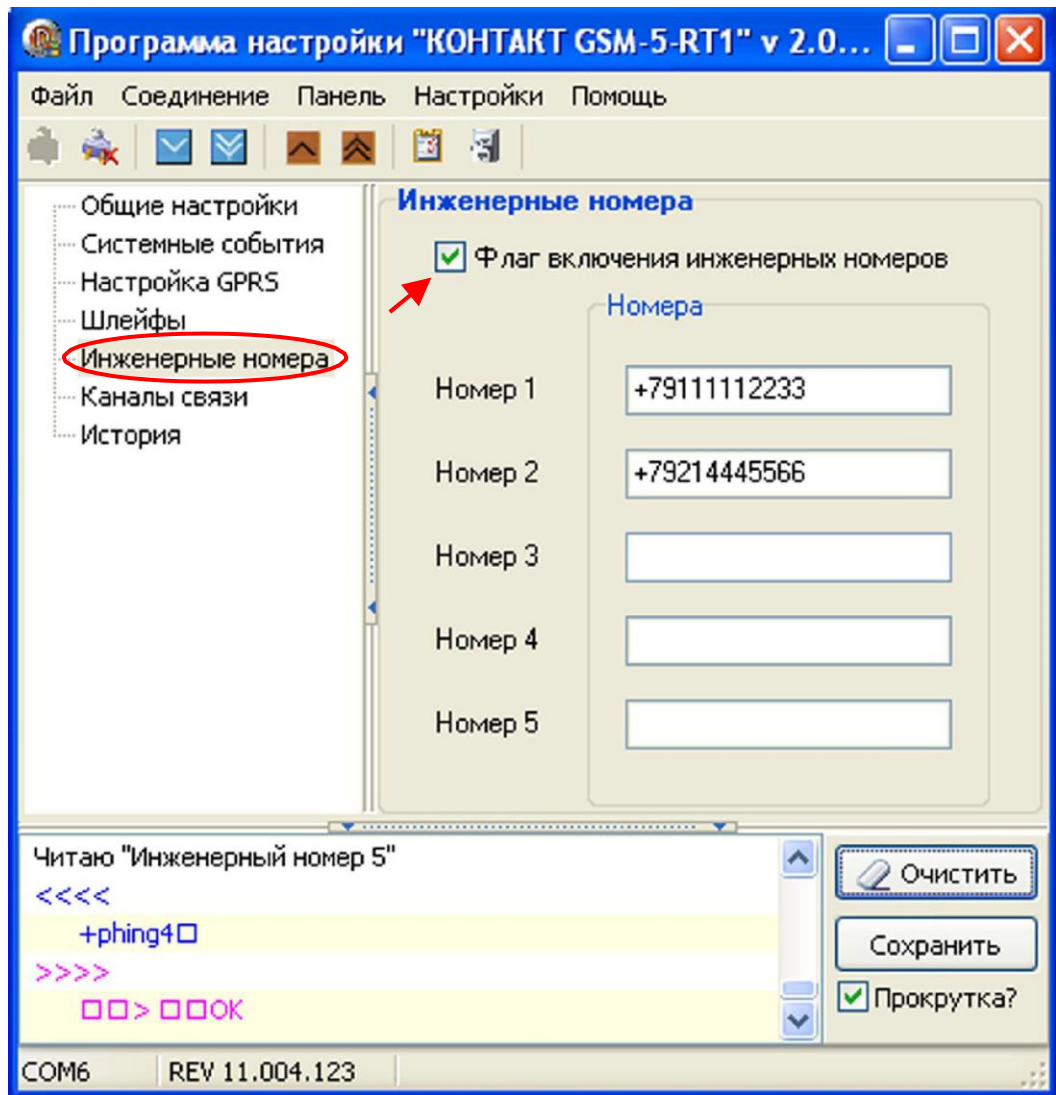 Программа настройки "КОНТАКТ GSM-5-RT1" v 2.0...
Файл Соединение Панель Настройки Помощь
Общие настройки
Системные события
Настройка GPRS
Шлейфы
Инженерные номера
Каналы связи
История
Инженерные номера
Флаг включения инженерных номеров
Номера
Номер 1 +79111112233
Номер 2 +79214445566
Номер 3
Номер 4
Номер 5
Читаю "Инженерный номер 5"
<<<<
+phing4□
>>>>
□□> □□OK
Очистить
Сохранить
Прокрутка?
COM6 REV 11.004.123